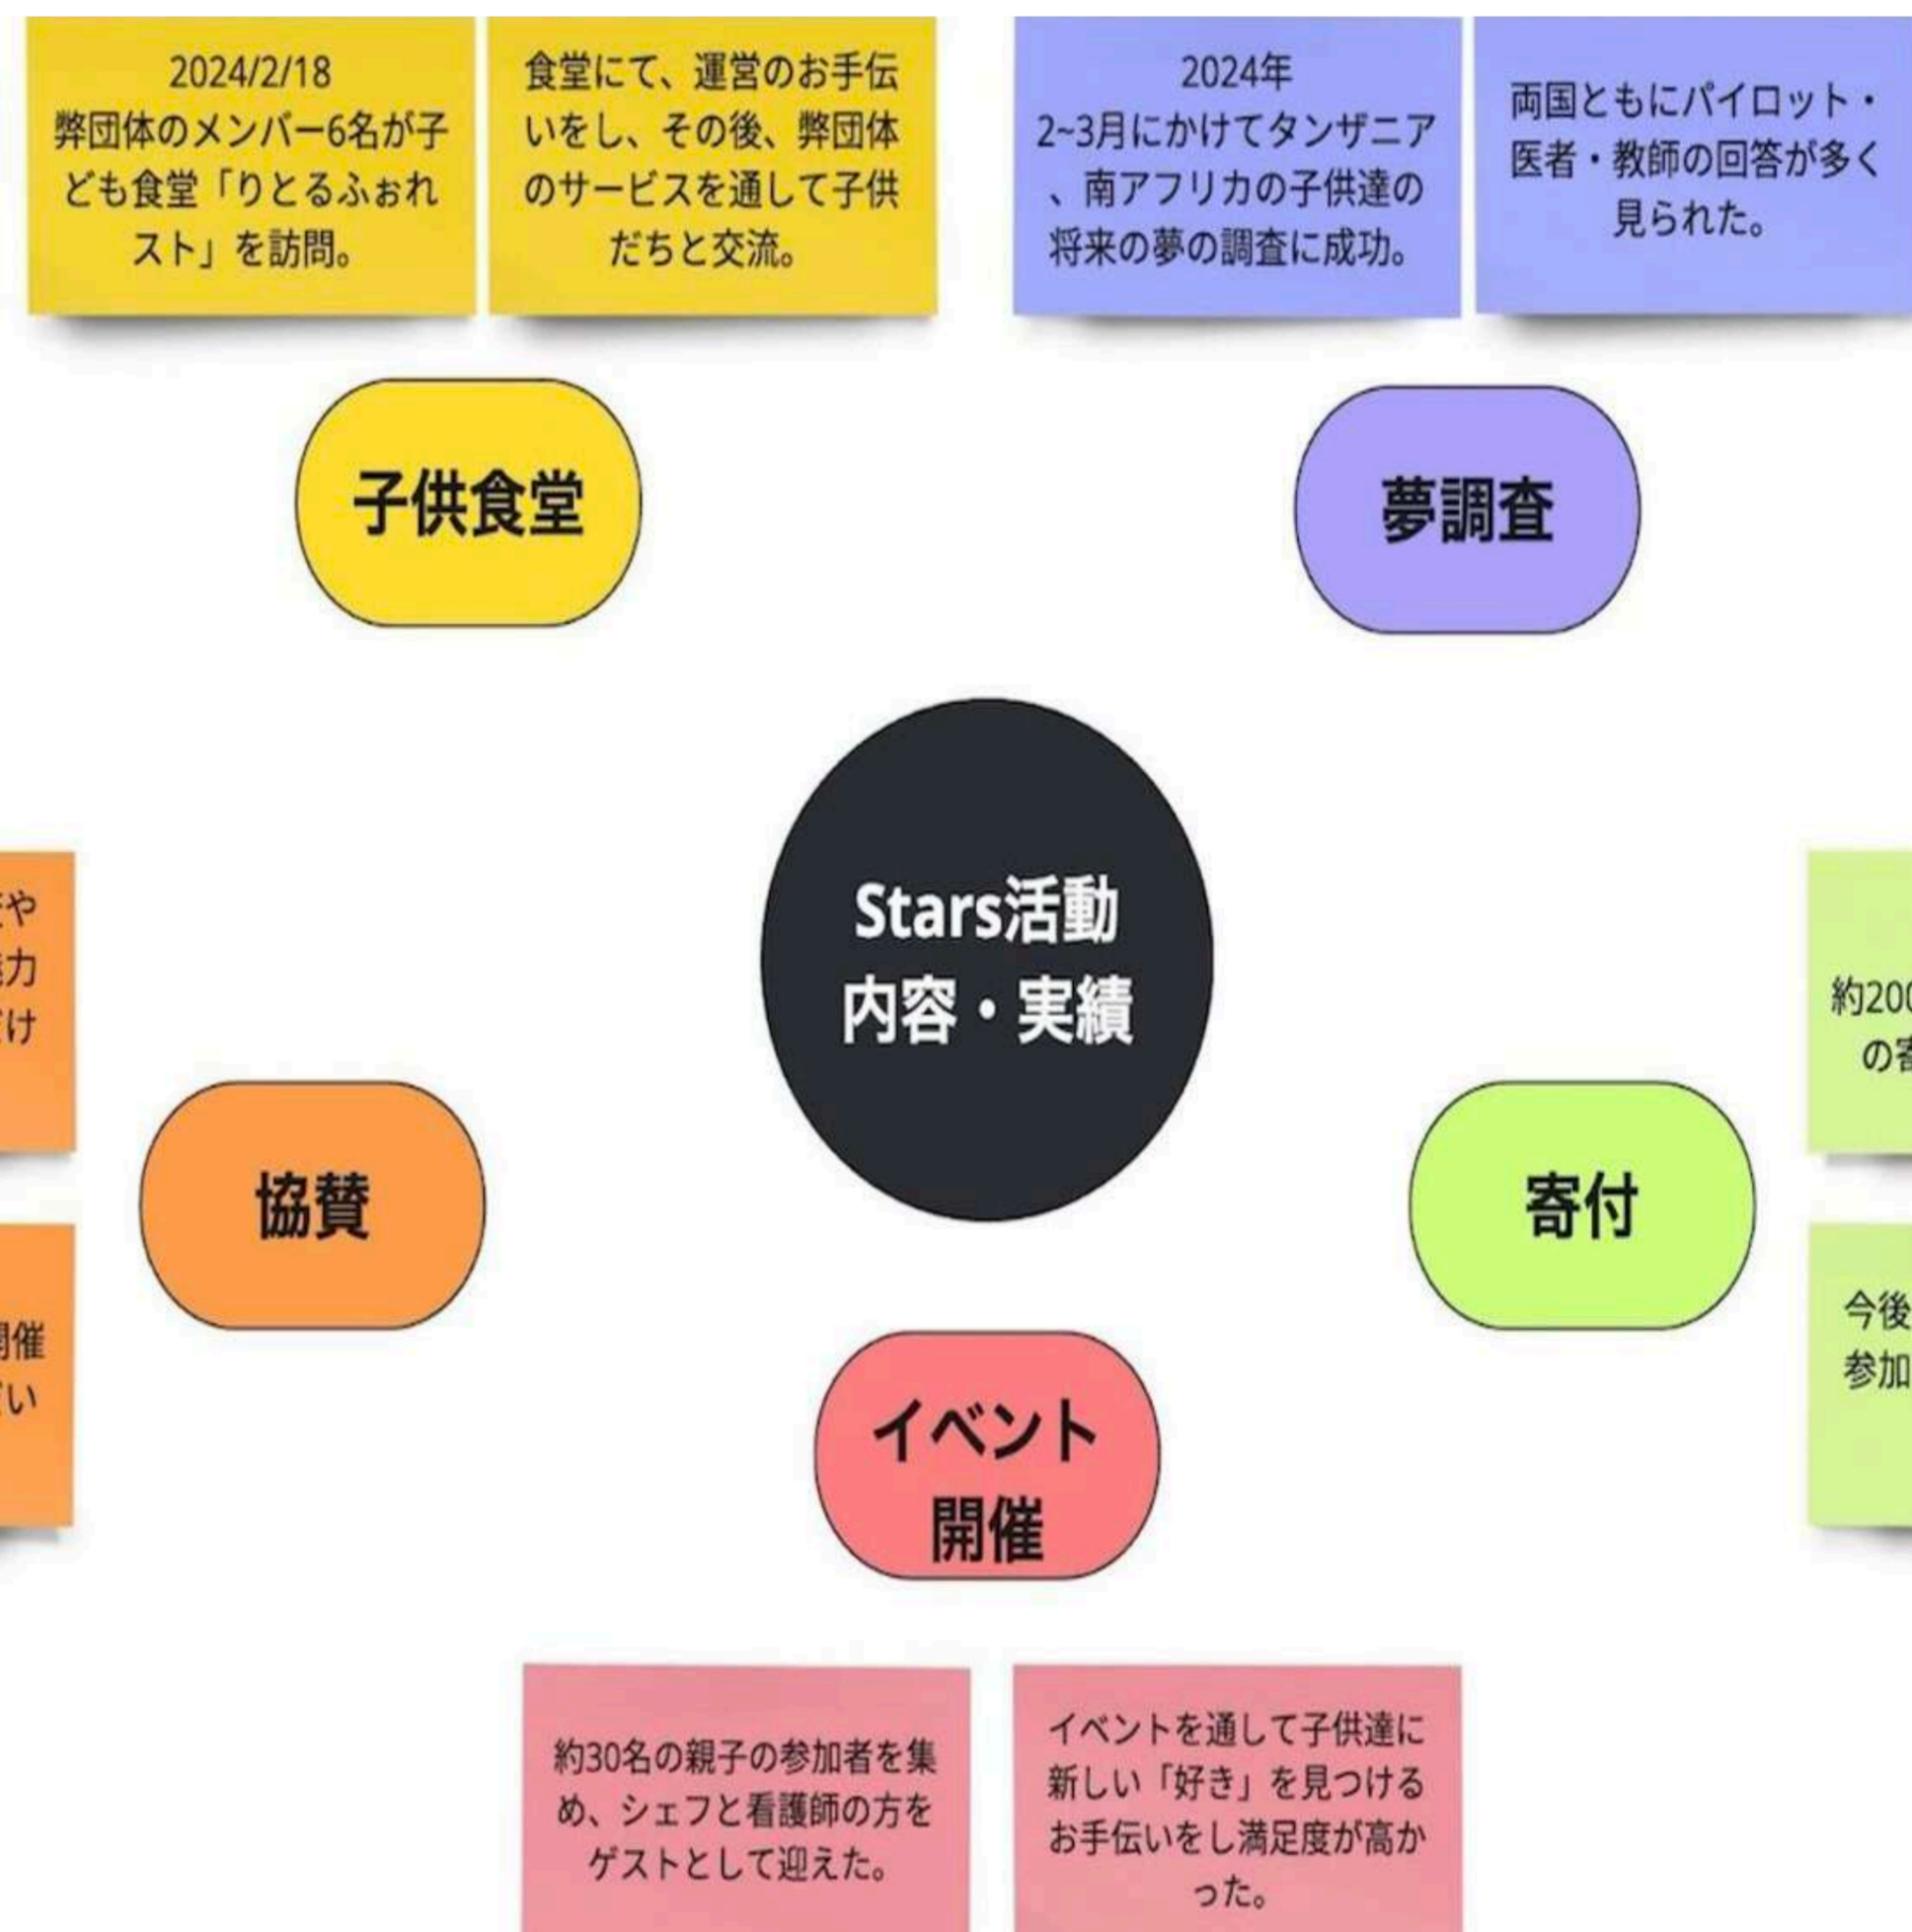 2024/2/18
弊団体のメンバー6名が子
ども食堂「りとるふぉれ
スト」を訪問。
食堂にて、運営のお手伝
いをし、その後、弊団体
のサービスを通して子供
だちと交流。
2024年
2~3月にかけてタンザニア
、南アフリカの子供達の
将来の夢の調査に成功。
両国ともにパイロット・
医者・教師の回答が多く
見られた。
子供食堂
夢調査
Stars活動
内容・実績
や
力
け
協賛
催
い
寄付
約200
の寄
今後
参加
イベント
開催
約30名の親子の参加者を集
め、シェフと看護師の方を
ゲストとして迎えた。
イベントを通して子供達に
新しい「好き」を見つける
お手伝いをし満足度が高か
った。